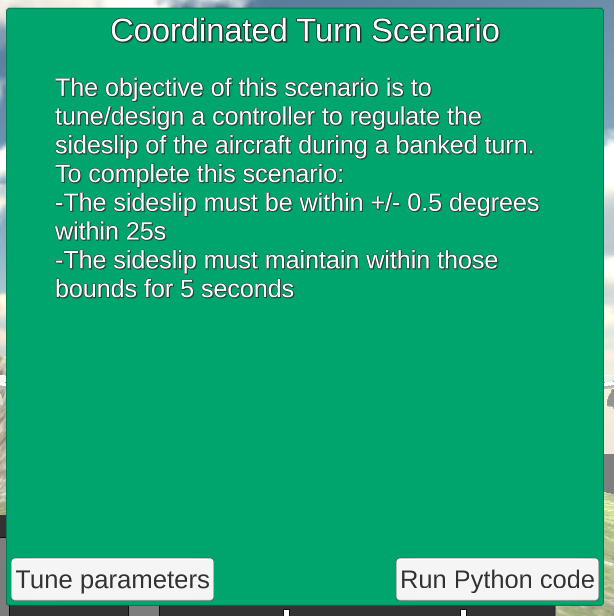 Coordinated Turn Scenario
The objective of this scenario is to
tune/design a controller to regulate the
sideslip of the aircraft during a banked turn.
To complete this scenario:
-The sideslip must be within +/- 0.5 degrees
within 25s
-The sideslip must maintain within those
bounds for 5 seconds
Tune parameters
Run Python code